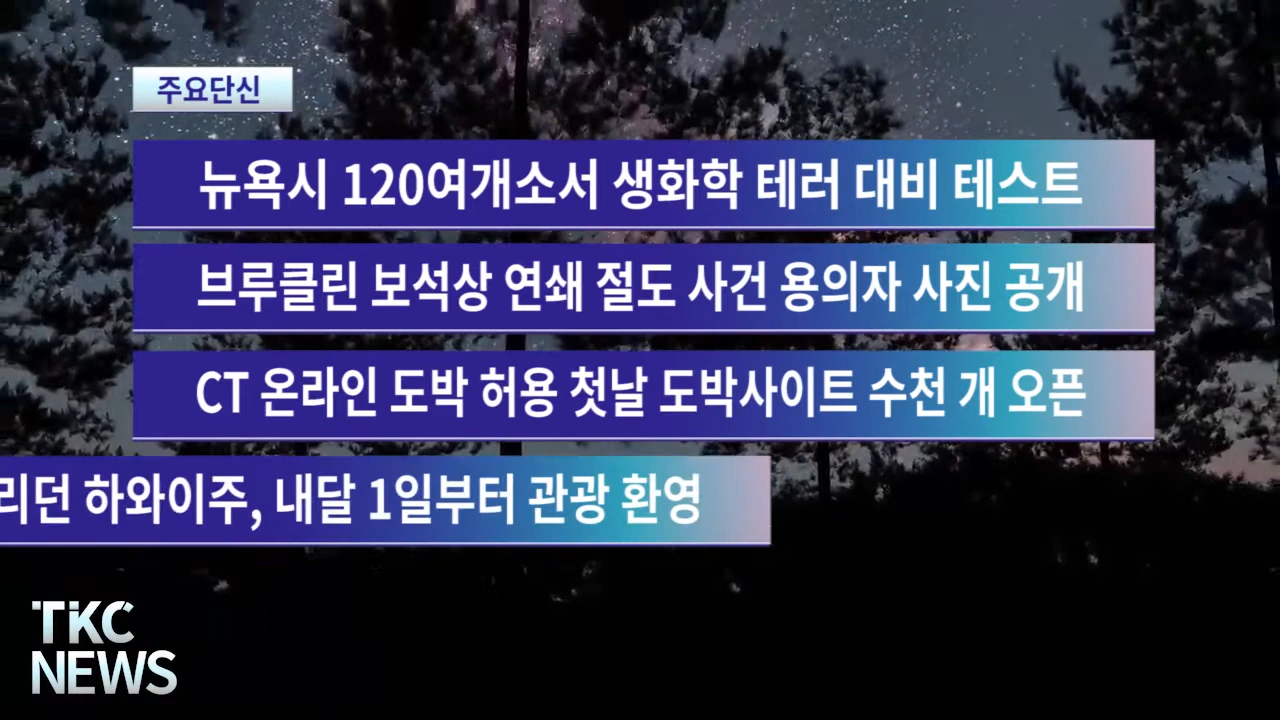 주요단신
뉴욕시 120여개소서 생화학 테러 대비 테스트
브루클린 보석상 연쇄 절도 사건 용의자 사진 공개
CT 온라인 도박 허용 첫날 도박사이트 수천 개 오픈
리던 하와이주, 내달 1일부터 관광 환영
TKC
NEWS